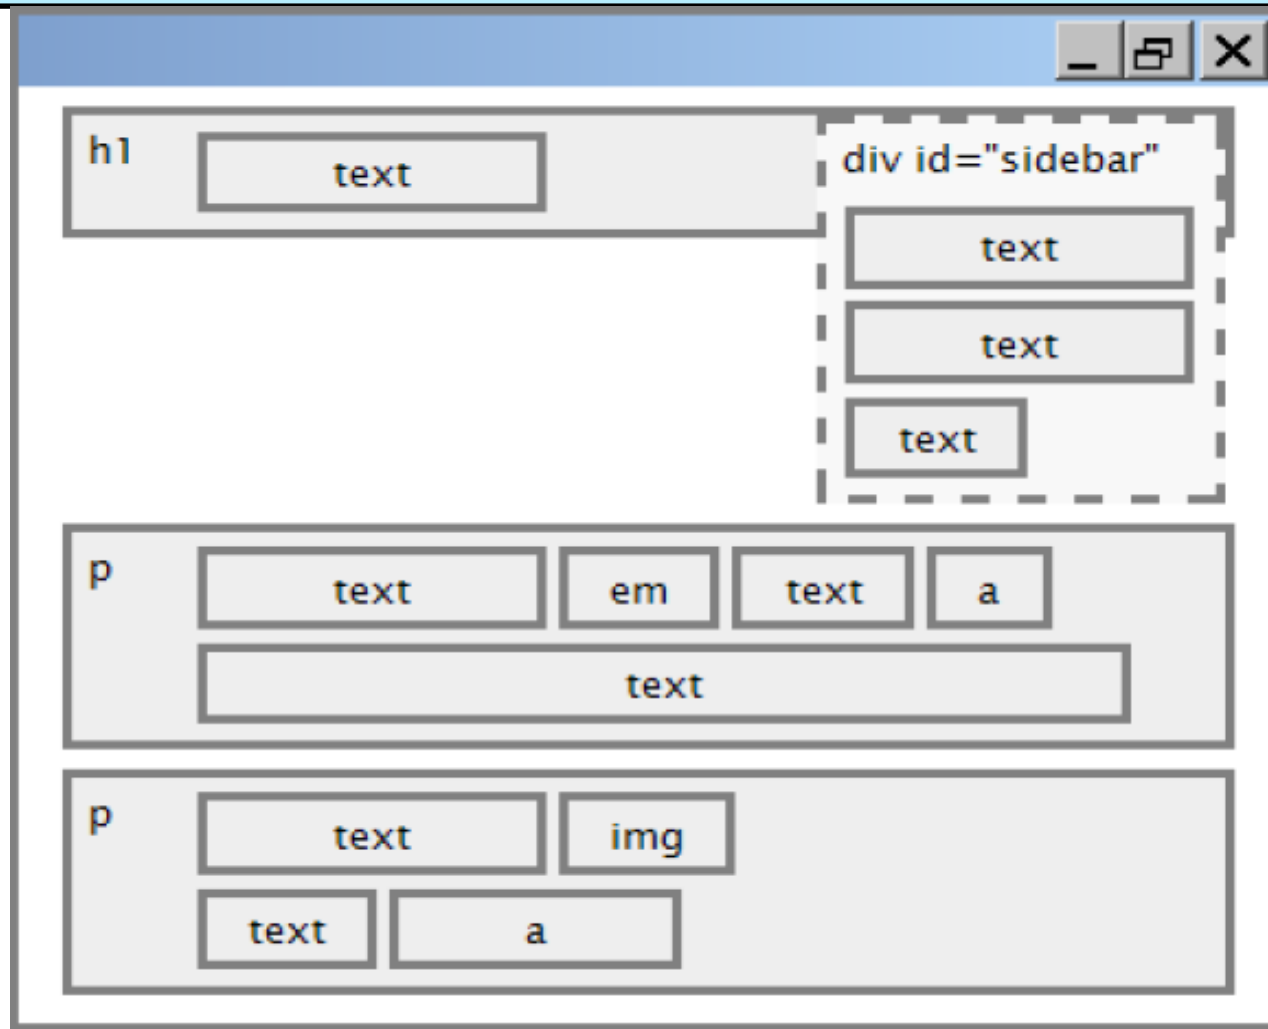 h1 text
div id="sidebar"
text
text
text
p text em text a
text
p text img
text a